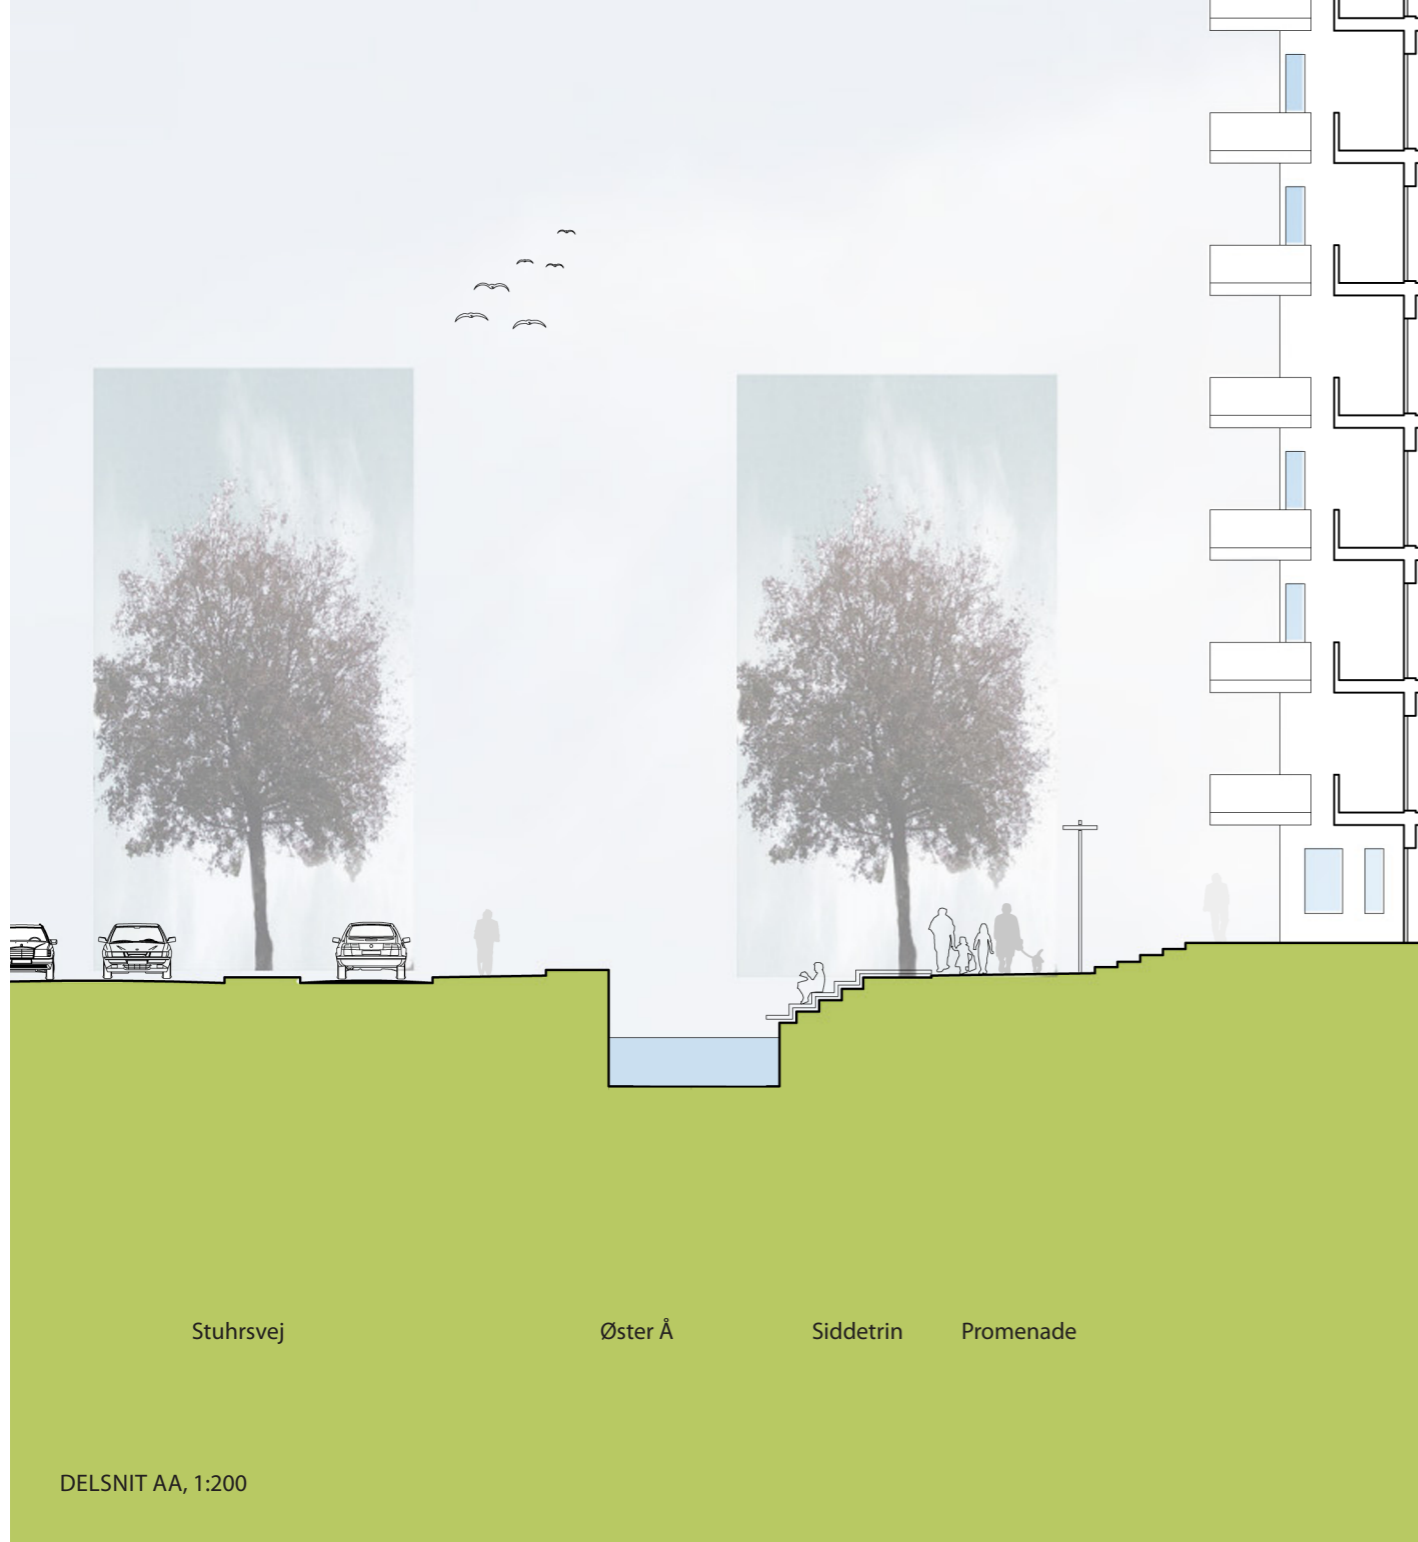 Stuhrsvej Øster Å Siddetrin Promenade
DELSNIT AA, 1:200